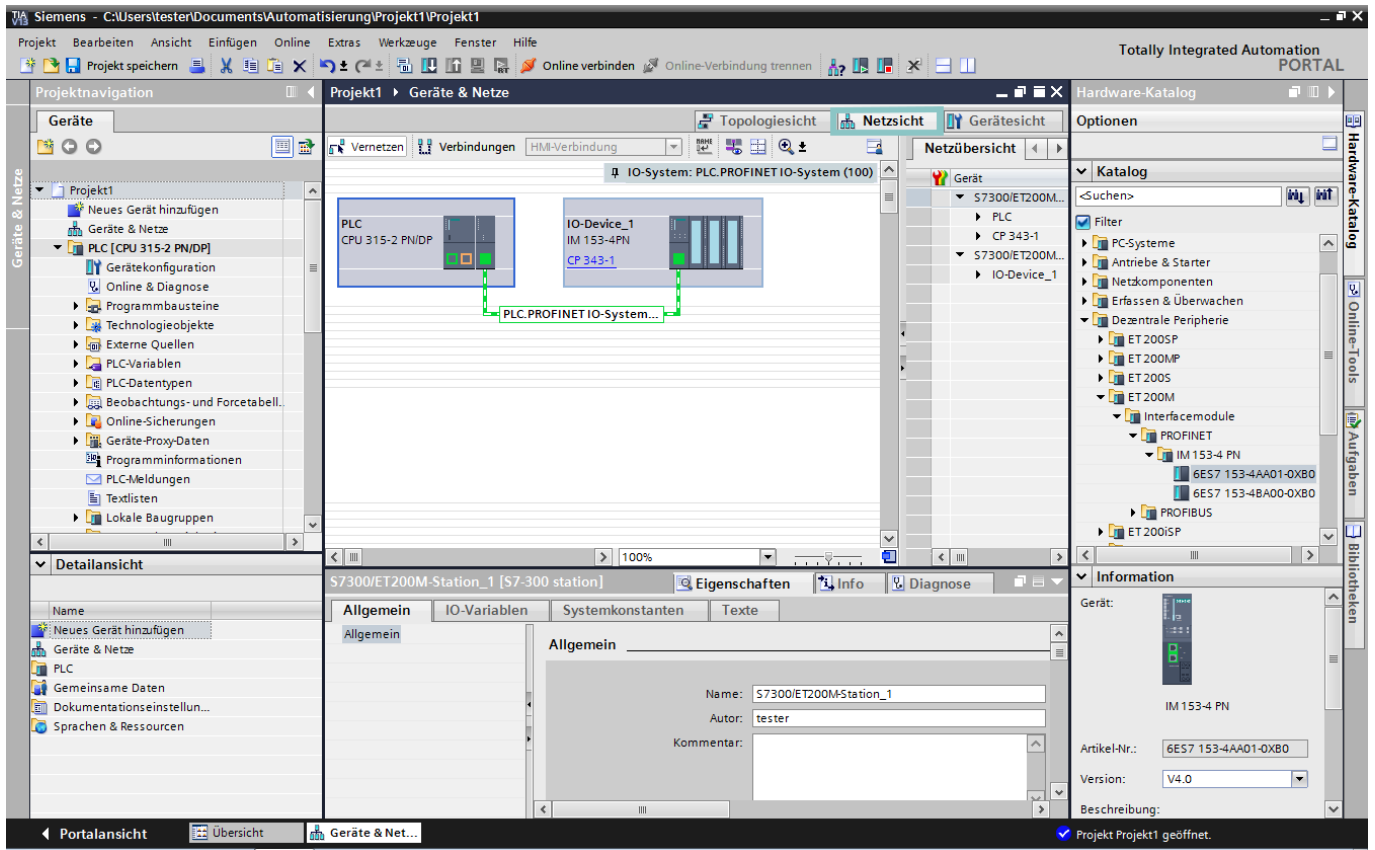 TIA V13 Siemens - C:\Users\tester\Documents\Automatisierung\Projekt1\Projekt1
Projekt Bearbeiten Ansicht Einfügen Online Extras Werkzeuge Fenster Hilfe
Totally Integrated Automation
PORTAL
Projekt speichern Online verbinden Online-Verbindung trennen
Projektnavigation
Geräte
Geräte & Netze
Projekt1
Neues Gerät hinzufügen
Geräte & Netze
PLC [CPU 315-2 PN/DP]
Gerätekonfiguration
Online & Diagnose
Programmbausteine
Technologieobjekte
Externe Quellen
PLC-Variablen
PLC-Datentypen
Beobachtungs- und Forcetabell..
Online-Sicherungen
Geräte-Proxy-Daten
Programminformationen
PLC-Meldungen
Textlisten
Lokale Baugruppen
Detailansicht
Name
Neues Gerät hinzufügen
Geräte & Netze
PLC
Gemeinsame Daten
Dokumentationseinstellun...
Sprachen & Ressourcen
Projekt1 Geräte & Netze
Topologiesicht Netzsicht Gerätesicht
Vernetzen Verbindungen HMI-Verbindung
IO-System: PLC.PROFINET IO-System (100)
PLC
CPU 315-2 PN/DP
IO-Device_1
IM 153-4PN
CP 343-1
PLC.PROFINET IO-System...
100%
Netzübersicht
Gerät
S7300/ET200M...
PLC
CP 343-1
S7300/ET200M...
IO-Device_1
S7300/ET200M-Station_1 [S7-300 station]
Eigenschaften Info Diagnose
Allgemein IO-Variablen Systemkonstanten Texte
Allgemein
Allgemein
Name: S7300/ET200M-Station_1
Autor: tester
Kommentar:
Hardware-Katalog
Optionen
Katalog
<Suchen>
Filter
PC-Systeme
Antriebe & Starter
Netzkomponenten
Erfassen & Überwachen
Dezentrale Peripherie
ET 200SP
ET 200MP
ET 200S
ET 200M
Interfacemodule
PROFINET
IM 153-4 PN
6ES7 153-4AA01-0XB0
6ES7 153-4BA00-0XB0
PROFIBUS
ET 200iSP
Information
Gerät:
IM 153-4 PN
Artikel-Nr.: 6ES7 153-4AA01-0XB0
Version: V4.0
Beschreibung:
Hardware-Katalog
Online-Tools
Aufgaben
Bibliotheken
Portalansicht Übersicht Geräte & Net...
Projekt Projekt1 geöffnet.